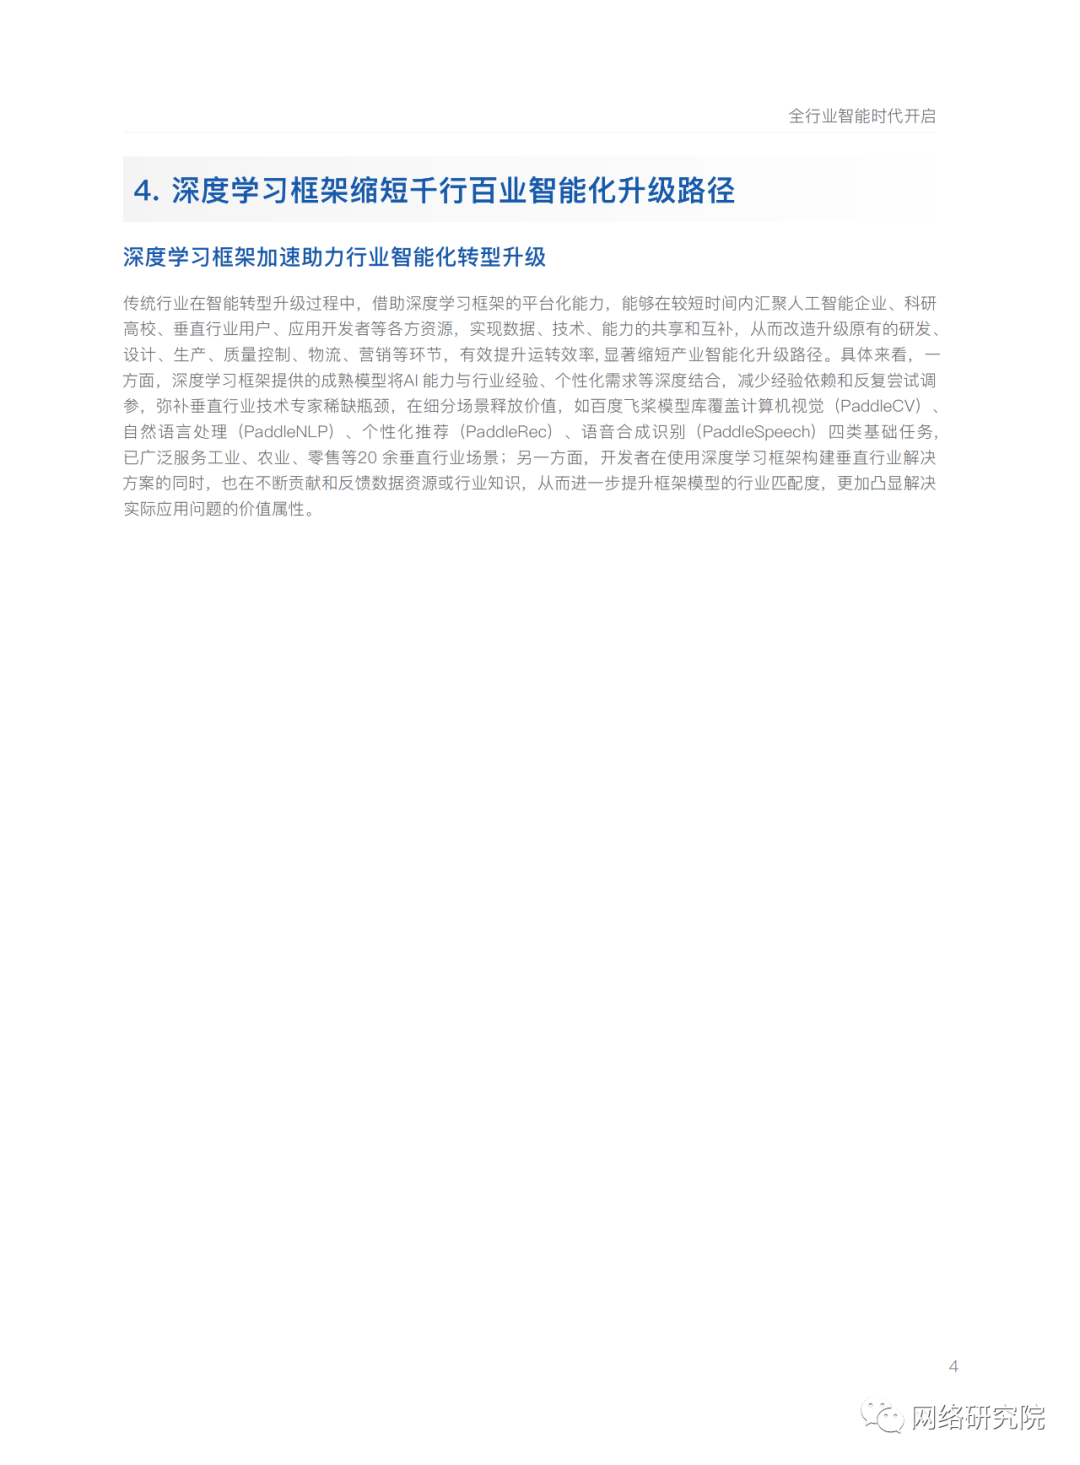 全行业智能时代开启
4. 深度学习框架缩短千行百业智能化升级路径
深度学习框架加速助力行业智能化转型升级
传统行业在智能转型升级过程中，借助深度学习框架的平台化能力，能够在较短时间内汇聚人工智能企业、科研
高校、垂直行业用户、应用开发者等各方资源，实现数据、技术、能力的共享和互补，从而改造升级原有的研发、
设计、生产、质量控制、物流、营销等环节，有效提升运转效率,显著缩短产业智能化升级路径。具体来看，一
方面，深度学习框架提供的成熟模型将AI 能力与行业经验、个性化需求等深度结合，减少经验依赖和反复尝试调
参，弥补垂直行业技术专家稀缺瓶颈，在细分场景释放价值，如百度飞桨模型库覆盖计算机视觉（PaddleCV）、
自然语言处理（PaddleNLP）、个性化推荐（PaddleRec）、语音合成识别（PaddleSpeech）四类基础任务，
已广泛服务工业、农业、零售等20 余垂直行业场景；另一方面，开发者在使用深度学习框架构建垂直行业解决
方案的同时，也在不断贡献和反馈数据资源或行业知识，从而进一步提升框架模型的行业匹配度，更加凸显解决
实际应用问题的价值属性。
4
网络研究院